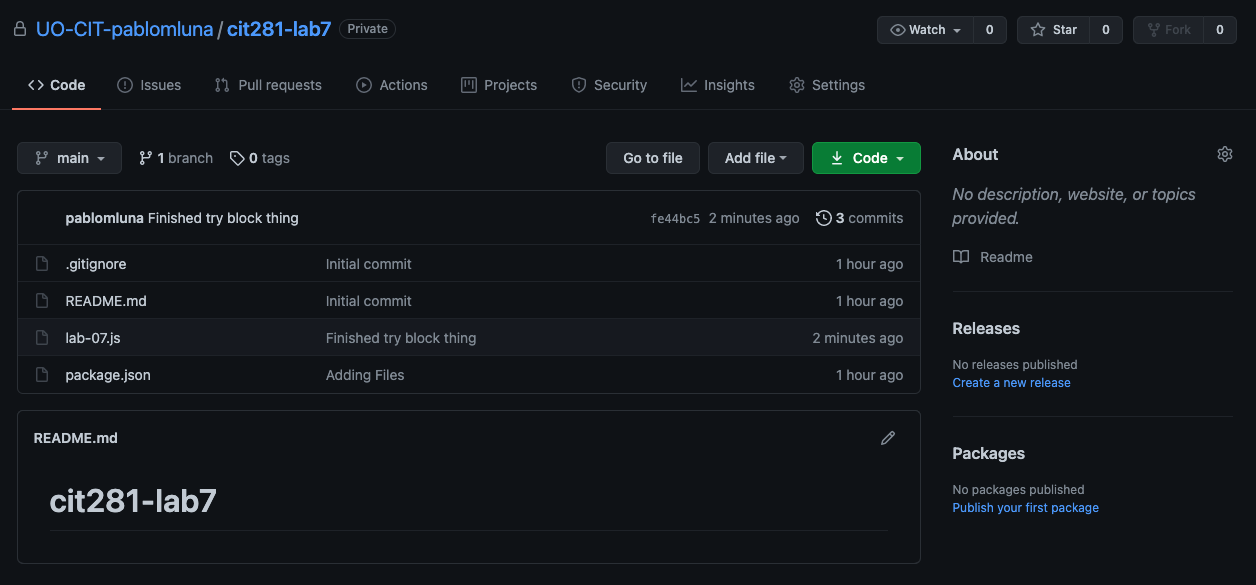 UO-CIT-pablomluna / cit281-lab7 Private Watch 0 Star 0 Fork 0
Code Issues Pull requests Actions Projects Security Insights Settings
main 1 branch 0 tags Go to file Add file Code
pablomluna Finished try block thing fe44bc5 2 minutes ago 3 commits
.gitignore Initial commit 1 hour ago
README.md Initial commit 1 hour ago
lab-07.js Finished try block thing 2 minutes ago
package.json Adding Files 1 hour ago
README.md
cit281-lab7
About
No description, website, or topics
provided.
Readme
Releases
No releases published
Create a new release
Packages
No packages published
Publish your first package